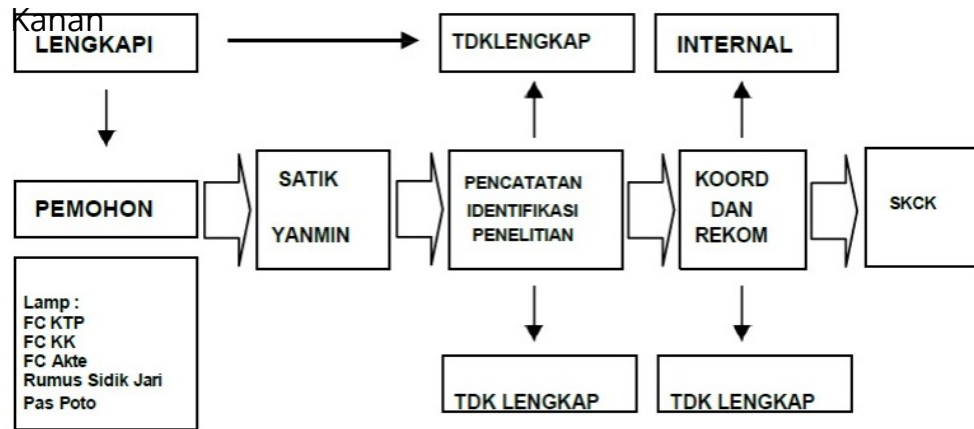 Kanan
LENGKAPI
TDKLENGKAP
INTERNAL
PEMOHON
SATIK
YANMIN
PENCATATAN
IDENTIFIKASI
PENELITIAN
KOORD
DAN
REKOM
SKCK
Lamp :
FC KTP
FC KK
FC Akte
Rumus Sidik Jari
Pas Poto
TDK LENGKAP
TDK LENGKAP